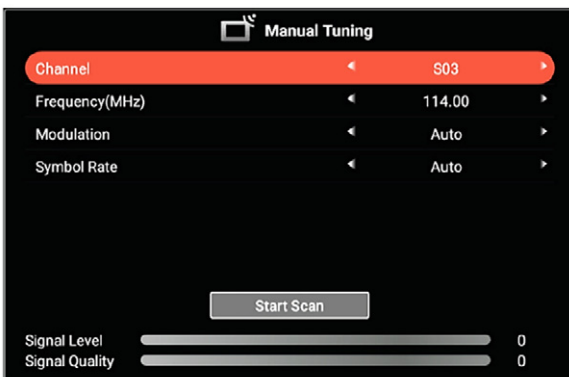 Manual Tuning
Channel S03
Frequency(MHz) 114.00
Modulation Auto
Symbol Rate Auto
Start Scan
Signal Level 0
Signal Quality 0